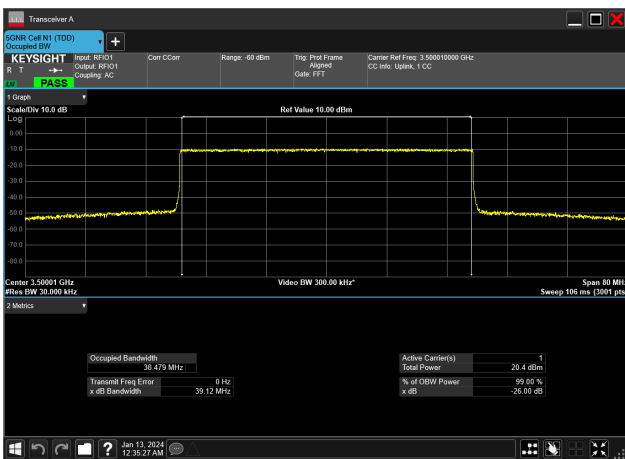 Transceiver A
5GNR Cell N1 (TDD)
Occupied BW
KEYSIGHT
R T
PASS
Input: RFIO1
Output: RFIO1
Coupling: AC
Corr CCorr
Range: -60 dBm
Trig: Prot Frame
Aligned
Gate: FFT
Carrier Ref Freq: 3.500010000 GHz
CC Info: Uplink, 1 CC
1 Graph
Scale/Div 10.0 dB
Ref Value 10.00 dBm
Log
0.00
-10.0
-20.0
-30.0
-40.0
-50.0
-60.0
-70.0
-80.0
Center 3.50001 GHz
Video BW 300.00 kHz*
Span 80 MH
#Res BW 30.000 kHz
Sweep 106 ms (3001 pts
2 Metrics
Occupied Bandwidth
38.479 MHz
Transmit Freq Error 0 Hz
x dB Bandwidth 39.12 MHz
Active Carrier(s) 1
Total Power 20.4 dBm
% of OBW Power 99.00 %
x dB -26.00 dB
Jan 13, 2024
12:35:27 AM